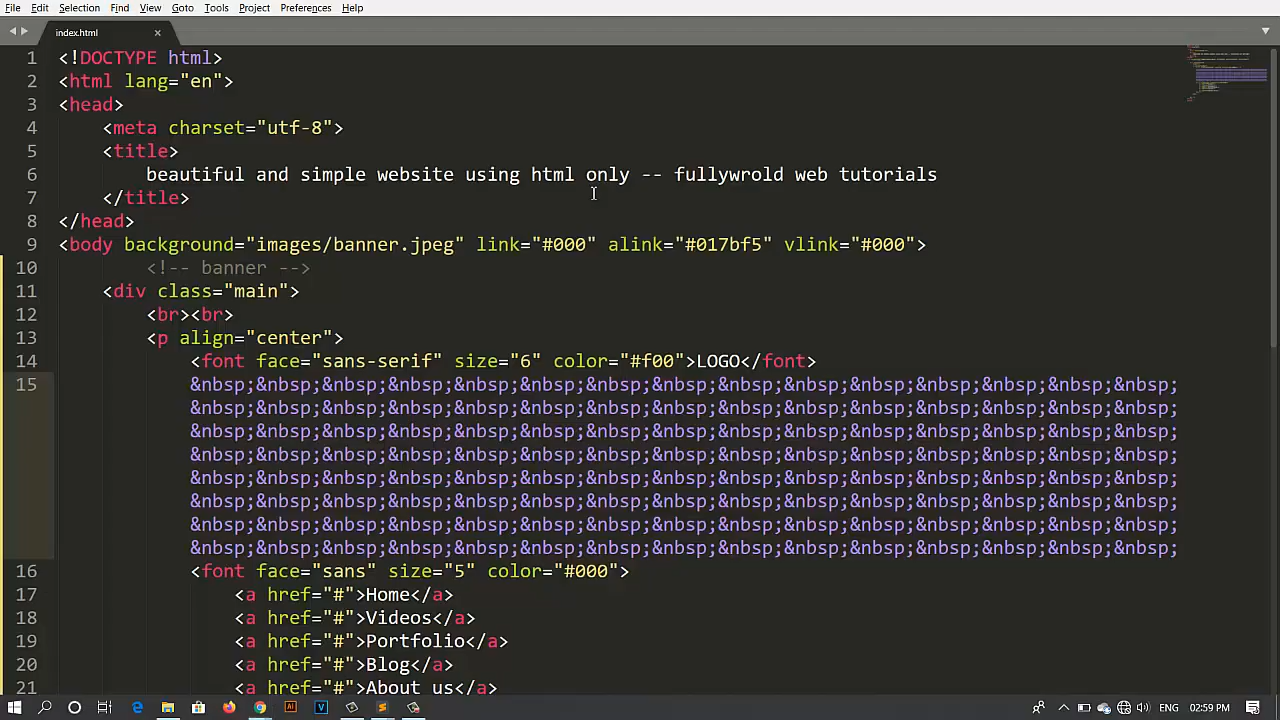 File Edit Selection Find View Goto Tools Project Preferences Help
index.html
1 <!DOCTYPE html>
2 <html lang="en">
3 <head>
4 <meta charset="utf-8">
5 <title>
6 beautiful and simple website using html only -- fullywrold web tutorials
7 </title>
8 </head>
9 <body background="images/banner.jpeg" link="#000" alink="#017bf5" vlink="#000">
10 <!-- banner -->
11 <div class="main">
12 <br><br>
13 <p align="center">
14 <font face="sans-serif" size="6" color="#f00">LOGO</font>
15 &nbsp;&nbsp;&nbsp;&nbsp;&nbsp;&nbsp;&nbsp;&nbsp;&nbsp;&nbsp;&nbsp;&nbsp;&nbsp;&nbsp;&nbsp;
&nbsp;&nbsp;&nbsp;&nbsp;&nbsp;&nbsp;&nbsp;&nbsp;&nbsp;&nbsp;&nbsp;&nbsp;&nbsp;&nbsp;&nbsp;
&nbsp;&nbsp;&nbsp;&nbsp;&nbsp;&nbsp;&nbsp;&nbsp;&nbsp;&nbsp;&nbsp;&nbsp;&nbsp;&nbsp;&nbsp;
&nbsp;&nbsp;&nbsp;&nbsp;&nbsp;&nbsp;&nbsp;&nbsp;&nbsp;&nbsp;&nbsp;&nbsp;&nbsp;&nbsp;&nbsp;
&nbsp;&nbsp;&nbsp;&nbsp;&nbsp;&nbsp;&nbsp;&nbsp;&nbsp;&nbsp;&nbsp;&nbsp;&nbsp;&nbsp;&nbsp;
&nbsp;&nbsp;&nbsp;&nbsp;&nbsp;&nbsp;&nbsp;&nbsp;&nbsp;&nbsp;&nbsp;&nbsp;&nbsp;&nbsp;&nbsp;
&nbsp;&nbsp;&nbsp;&nbsp;&nbsp;&nbsp;&nbsp;&nbsp;&nbsp;&nbsp;&nbsp;&nbsp;&nbsp;&nbsp;&nbsp;
&nbsp;&nbsp;&nbsp;&nbsp;&nbsp;&nbsp;&nbsp;&nbsp;&nbsp;&nbsp;&nbsp;&nbsp;&nbsp;&nbsp;&nbsp;
16 <font face="sans" size="5" color="#000">
17 <a href="#">Home</a>
18 <a href="#">Videos</a>
19 <a href="#">Portfolio</a>
20 <a href="#">Blog</a>
21 <a href="#">About us</a>
ENG 02:59 PM